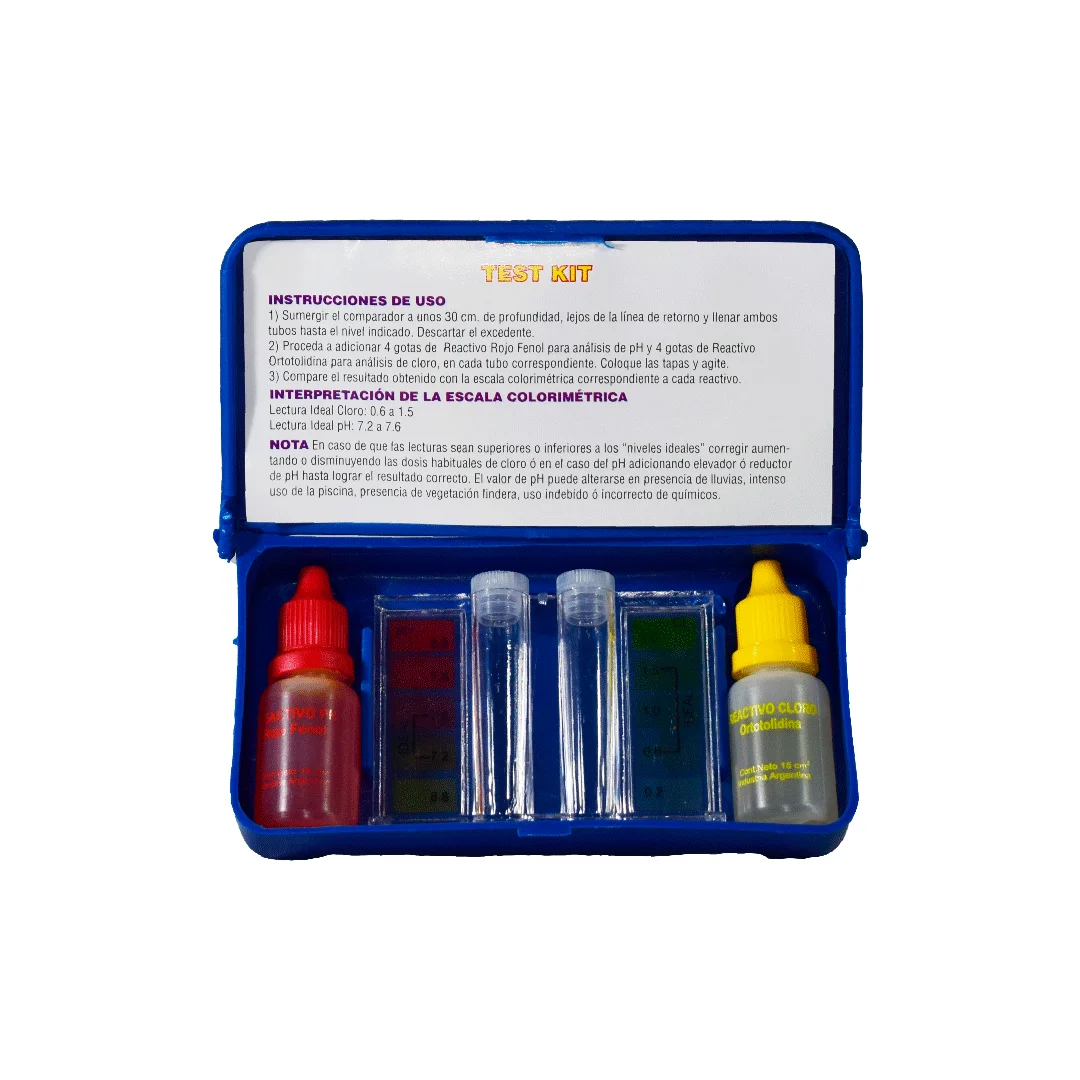 TEST KIT
INSTRUCCIONES DE USO
1) Sumergir el comparador a unos 30 cm. de profundidad, lejos de la línea de retorno y llenar ambos
tubos hasta el nivel indicado. Descartar el excedente.
2) Proceda a adicionar 4 gotas de Reactivo Rojo Fenol para análisis de pH y 4 gotas de Reactivo
Ortotolidina para análisis de cloro, en cada tubo correspondiente. Coloque las tapas y agite.
3) Compare el resultado obtenido con la escala colorimétrica correspondiente a cada reactivo.
INTERPRETACIÓN DE LA ESCALA COLORIMÉTRICA
Lectura Ideal Cloro: 0.6 a 1.5
Lectura Ideal pH: 7.2 a 7.6
NOTA En caso de que las lecturas sean superiores o inferiores a los "niveles ideales" corregir aumen-
tando o disminuyendo las dosis habituales de cloro ó en el caso del pH adicionando elevador ó reductor
de pH hasta lograr el resultado correcto. El valor de pH puede alterarse en presencia de lluvias, intenso
uso de la piscina, presencia de vegetación lindera, uso indebido ó incorrecto de químicos.
Rojo Fenol
7.2
6.8
1.5
1.0
0.6
0.2
REACTIVO CLORO
Ortotolidina
Cont.Neto 15 cm³
Industria Argentina